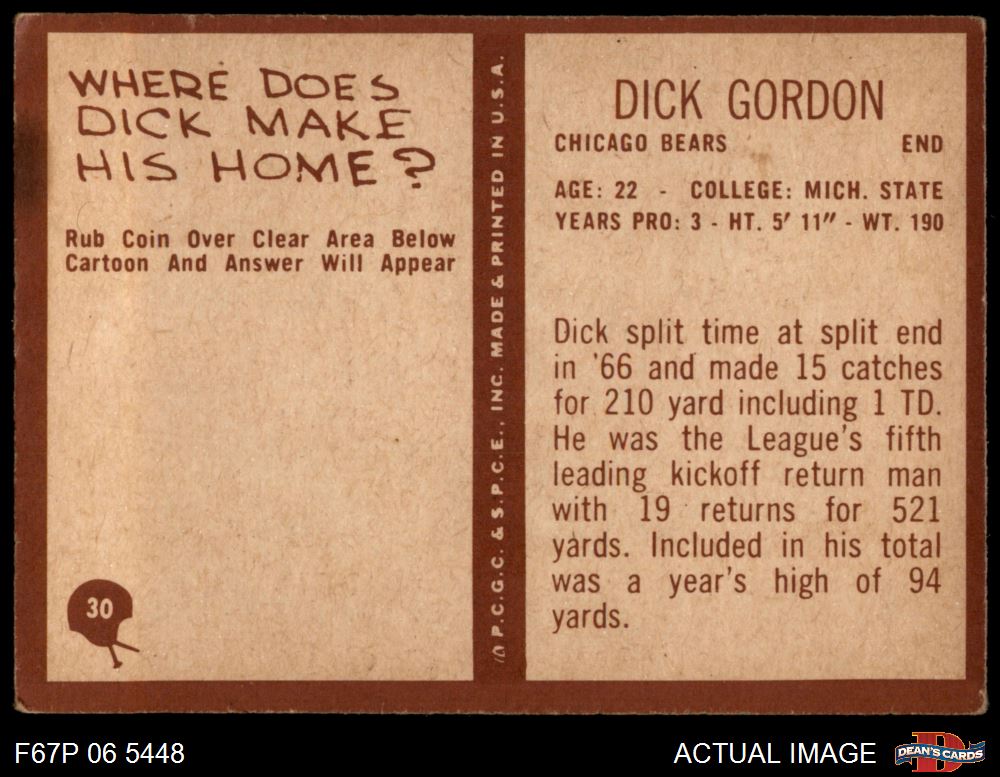 WHERE DOES
DICK MAKE
HIS HOME?
Rub Coin Over Clear Area Below
Cartoon And Answer Will Appear
30
© P.C.G.C. & S.P.C.E., INC. MADE & PRINTED IN U.S.A.
DICK GORDON
CHICAGO BEARS END
AGE: 22 - COLLEGE: MICH. STATE
YEARS PRO: 3 - HT. 5' 11" - WT. 190
Dick split time at split end
in '66 and made 15 catches
for 210 yard including 1 TD.
He was the League's fifth
leading kickoff return man
with 19 returns for 521
yards. Included in his total
was a year's high of 94
yards.
F67P 06 5448
ACTUAL IMAGE
D
DEAN'S CARDS